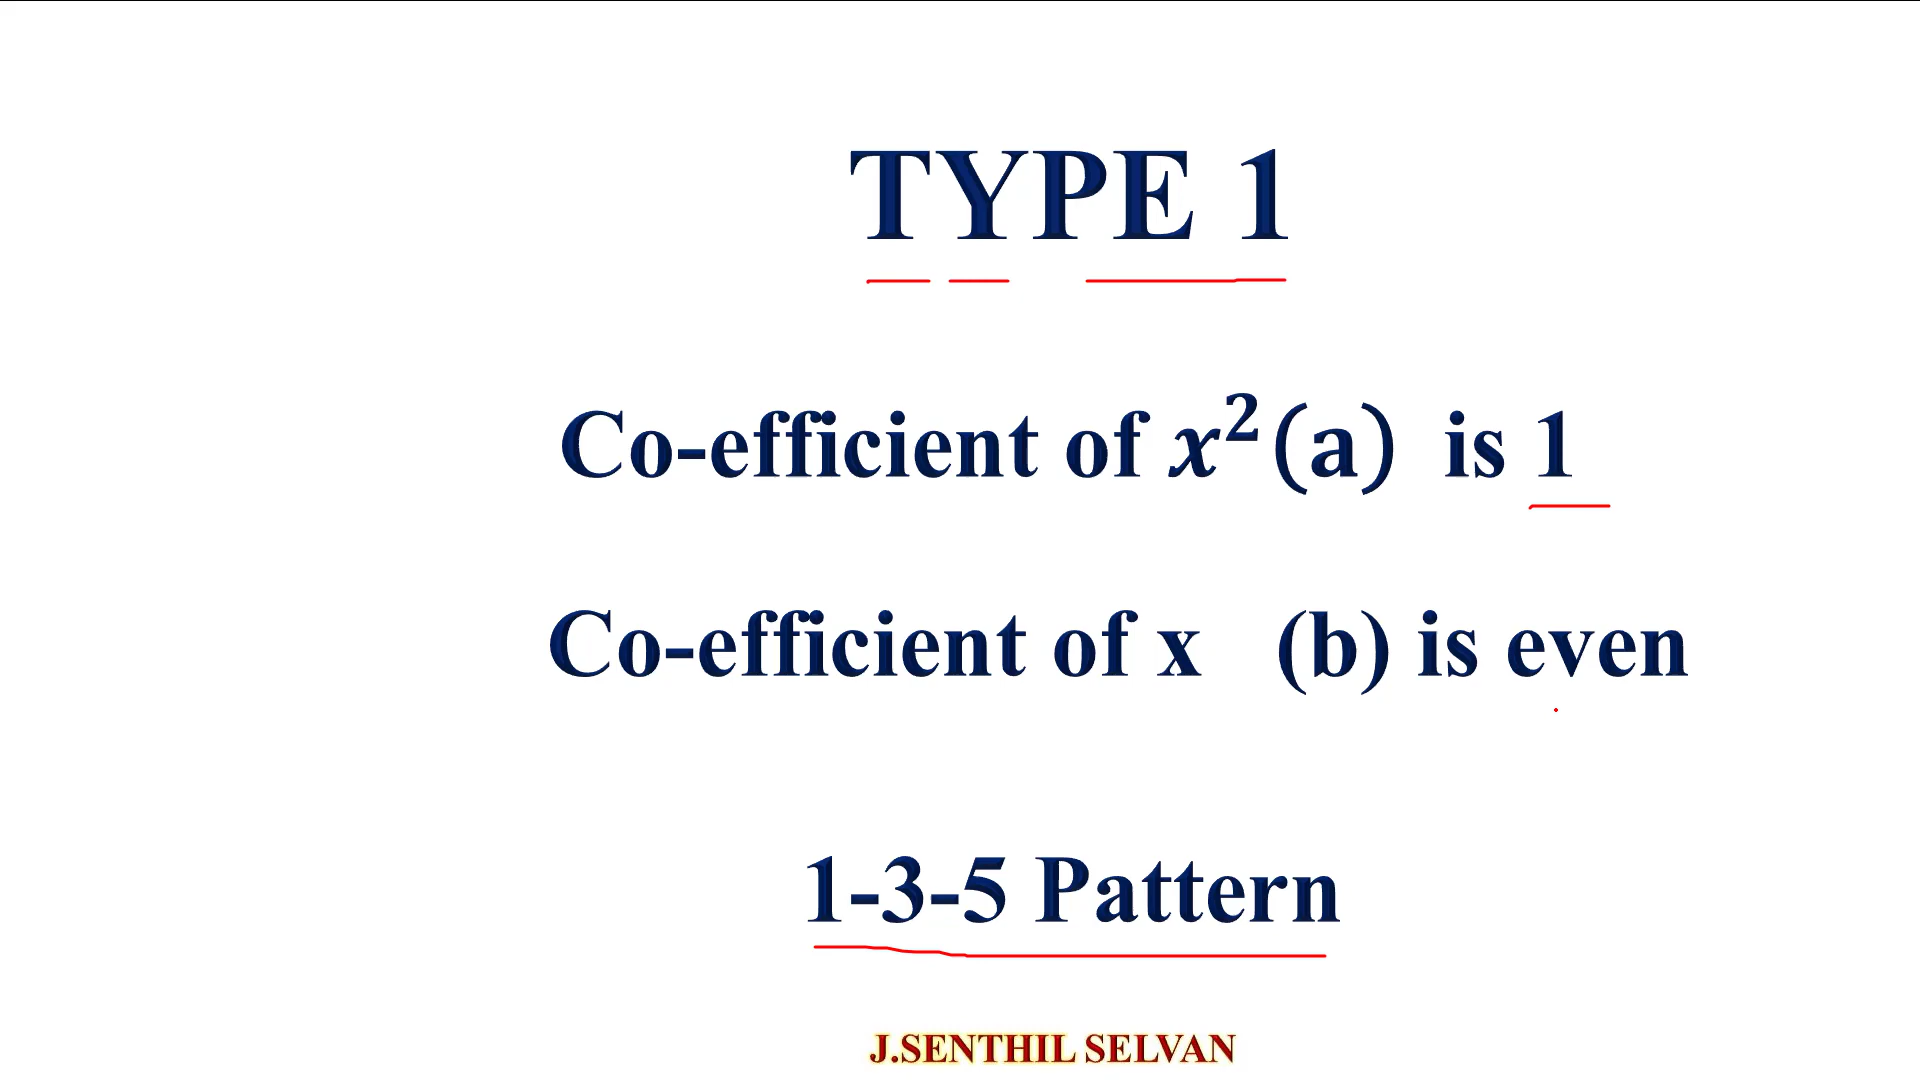 TYPE 1
Co-efficient of x²(a) is 1
Co-efficient of x (b) is even
1-3-5 Pattern
J.SENTHIL SELVAN